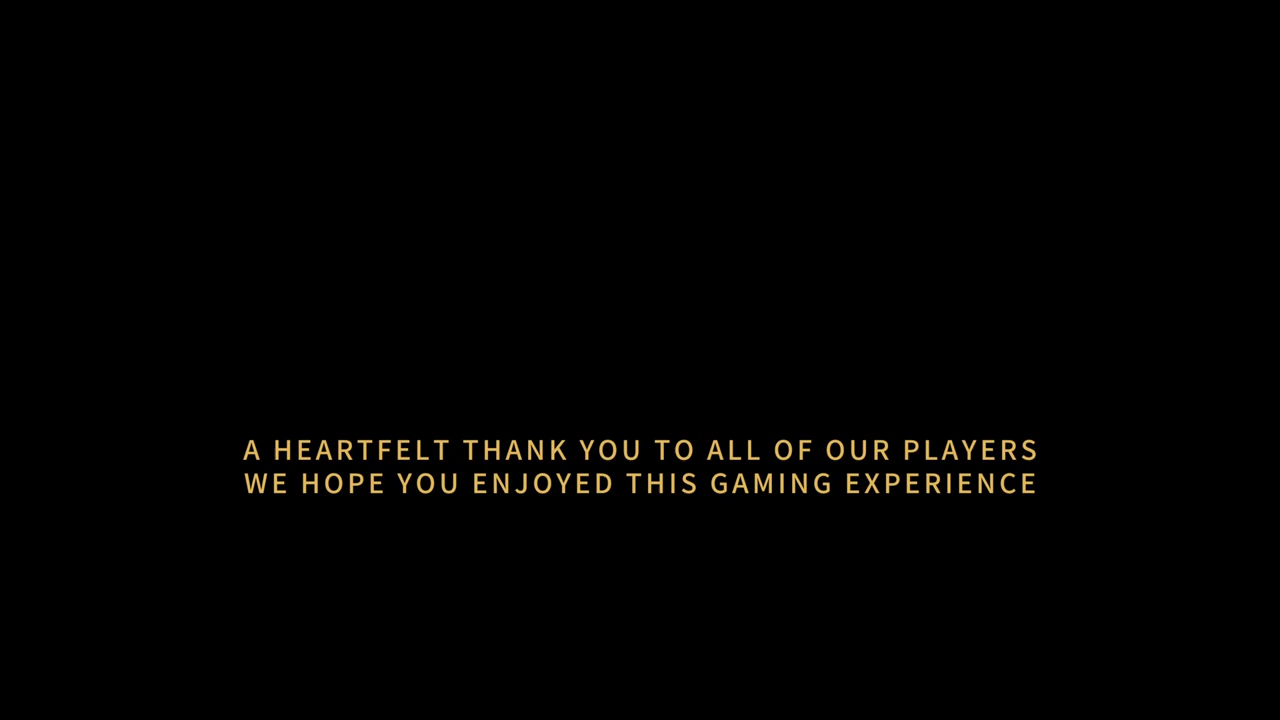 A HEARTFELT THANK YOU TO ALL OF OUR PLAYERS
WE HOPE YOU ENJOYED THIS GAMING EXPERIENCE